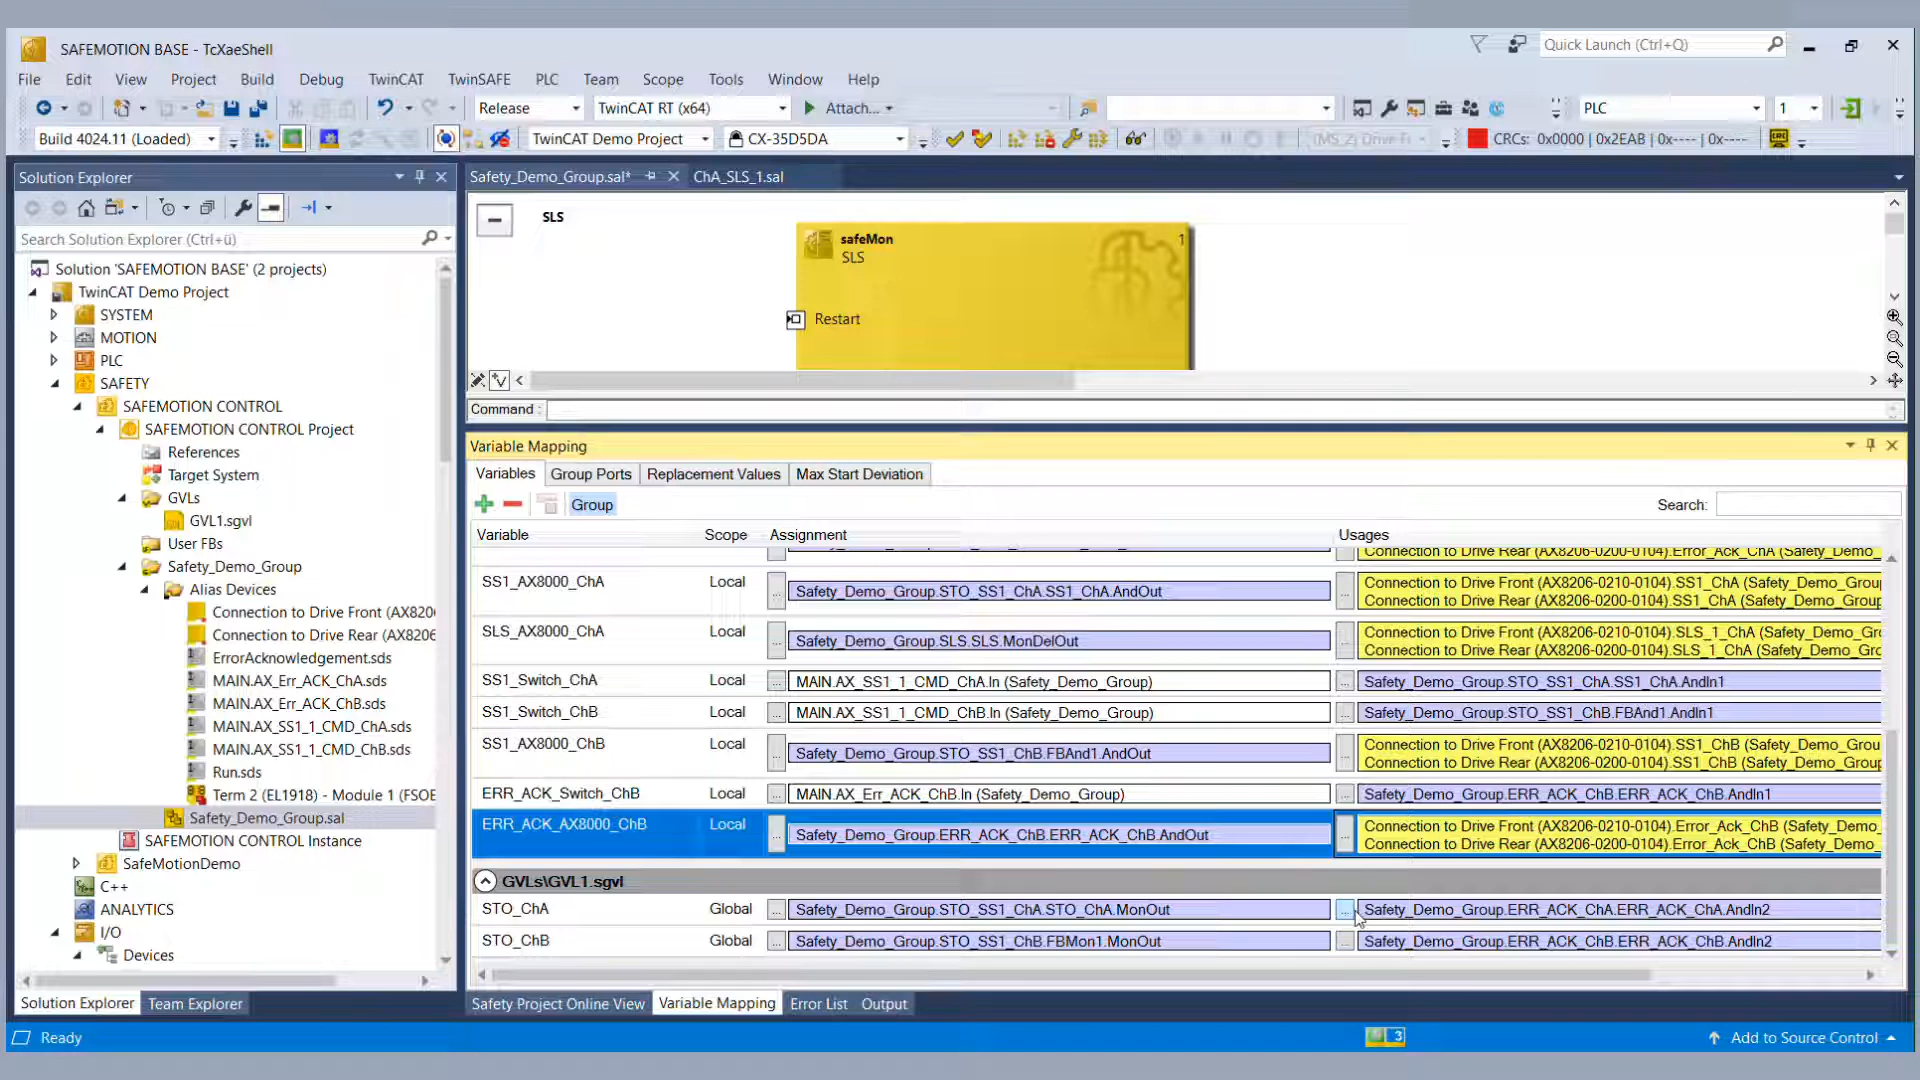 SAFEMOTION BASE - TcXaeShell
Quick Launch (Ctrl+Q)
File Edit View Project Build Debug TwinCAT TwinSAFE PLC Team Scope Tools Window Help
Release TwinCAT RT (x64) Attach... PLC 1
Build 4024.11 (Loaded) TwinCAT Demo Project CX-35D5DA CRCs: 0x0000 | 0x2EAB | 0x---- | 0x----
Solution Explorer
Safety_Demo_Group.sal* ChA_SLS_1.sal
Search Solution Explorer (Ctrl+ü)
Solution 'SAFEMOTION BASE' (2 projects)
TwinCAT Demo Project
SYSTEM
MOTION
PLC
SAFETY
SAFEMOTION CONTROL
SAFEMOTION CONTROL Project
References
Target System
GVLs
GVL1.sgvl
User FBs
Safety_Demo_Group
Alias Devices
Connection to Drive Front (AX820
Connection to Drive Rear (AX8206
ErrorAcknowledgement.sds
MAIN.AX_Err_ACK_ChA.sds
MAIN.AX_Err_ACK_ChB.sds
MAIN.AX_SS1_1_CMD_ChA.sds
MAIN.AX_SS1_1_CMD_ChB.sds
Run.sds
Term 2 (EL1918) - Module 1 (FSOE
Safety_Demo_Group.sal
SAFEMOTION CONTROL Instance
SafeMotionDemo
C++
ANALYTICS
I/O
Devices
Solution Explorer Team Explorer
SLS
safeMon 1
SLS
Restart
Command :
Variable Mapping
Variables Group Ports Replacement Values Max Start Deviation
Group Search:
Variable Scope Assignment Usages
Connection to Drive Rear (AX8206-0200-0104).Error_Ack_ChA (Safety_Demo_
SS1_AX8000_ChA Local ... Safety_Demo_Group.STO_SS1_ChA.SS1_ChA.AndOut ... Connection to Drive Front (AX8206-0210-0104).SS1_ChA (Safety_Demo_Group
Connection to Drive Rear (AX8206-0200-0104).SS1_ChA (Safety_Demo_Group
SLS_AX8000_ChA Local ... Safety_Demo_Group.SLS.SLS.MonDelOut ... Connection to Drive Front (AX8206-0210-0104).SLS_1_ChA (Safety_Demo_Gr
Connection to Drive Rear (AX8206-0200-0104).SLS_1_ChA (Safety_Demo_Gr
SS1_Switch_ChA Local ... MAIN.AX_SS1_1_CMD_ChA.In (Safety_Demo_Group) ... Safety_Demo_Group.STO_SS1_ChA.SS1_ChA.AndIn1
SS1_Switch_ChB Local ... MAIN.AX_SS1_1_CMD_ChB.In (Safety_Demo_Group) ... Safety_Demo_Group.STO_SS1_ChB.FBAnd1.AndIn1
SS1_AX8000_ChB Local ... Safety_Demo_Group.STO_SS1_ChB.FBAnd1.AndOut ... Connection to Drive Front (AX8206-0210-0104).SS1_ChB (Safety_Demo_Grou
Connection to Drive Rear (AX8206-0200-0104).SS1_ChB (Safety_Demo_Group
ERR_ACK_Switch_ChB Local ... MAIN.AX_Err_ACK_ChB.In (Safety_Demo_Group) ... Safety_Demo_Group.ERR_ACK_ChB.ERR_ACK_ChB.AndIn1
ERR_ACK_AX8000_ChB Local ... Safety_Demo_Group.ERR_ACK_ChB.ERR_ACK_ChB.AndOut ... Connection to Drive Front (AX8206-0210-0104).Error_Ack_ChB (Safety_Demo_
Connection to Drive Rear (AX8206-0200-0104).Error_Ack_ChB (Safety_Demo_
GVLs\GVL1.sgvl
STO_ChA Global ... Safety_Demo_Group.STO_SS1_ChA.STO_ChA.MonOut ... Safety_Demo_Group.ERR_ACK_ChA.ERR_ACK_ChA.AndIn2
STO_ChB Global ... Safety_Demo_Group.STO_SS1_ChB.FBMon1.MonOut ... Safety_Demo_Group.ERR_ACK_ChB.ERR_ACK_ChB.AndIn2
Safety Project Online View Variable Mapping Error List Output
Ready 3 Add to Source Control